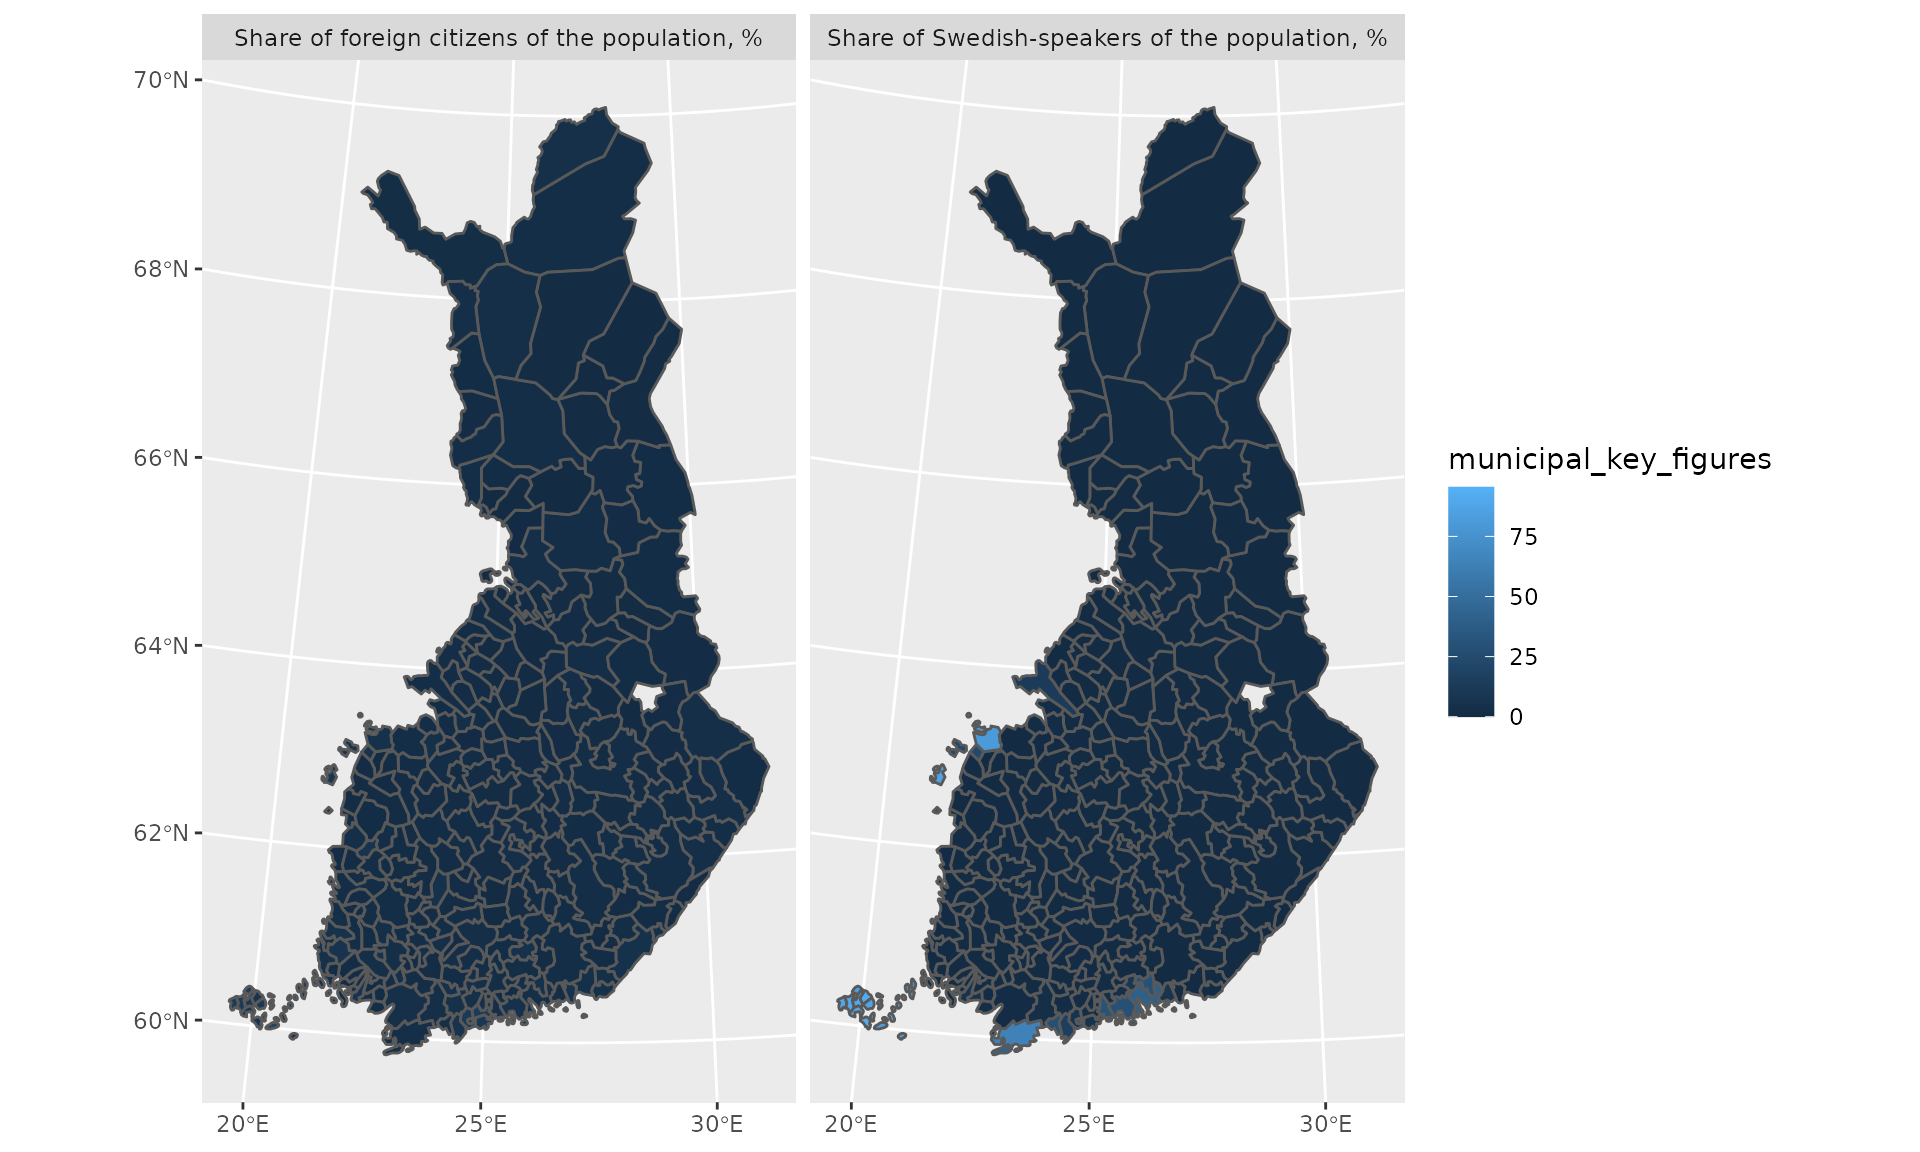 Share of foreign citizens of the population, %
Share of Swedish-speakers of the population, %
70°N
68°N
66°N
64°N
62°N
60°N
20°E
25°E
30°E
20°E
25°E
30°E
municipal_key_figures
75
50
25
0